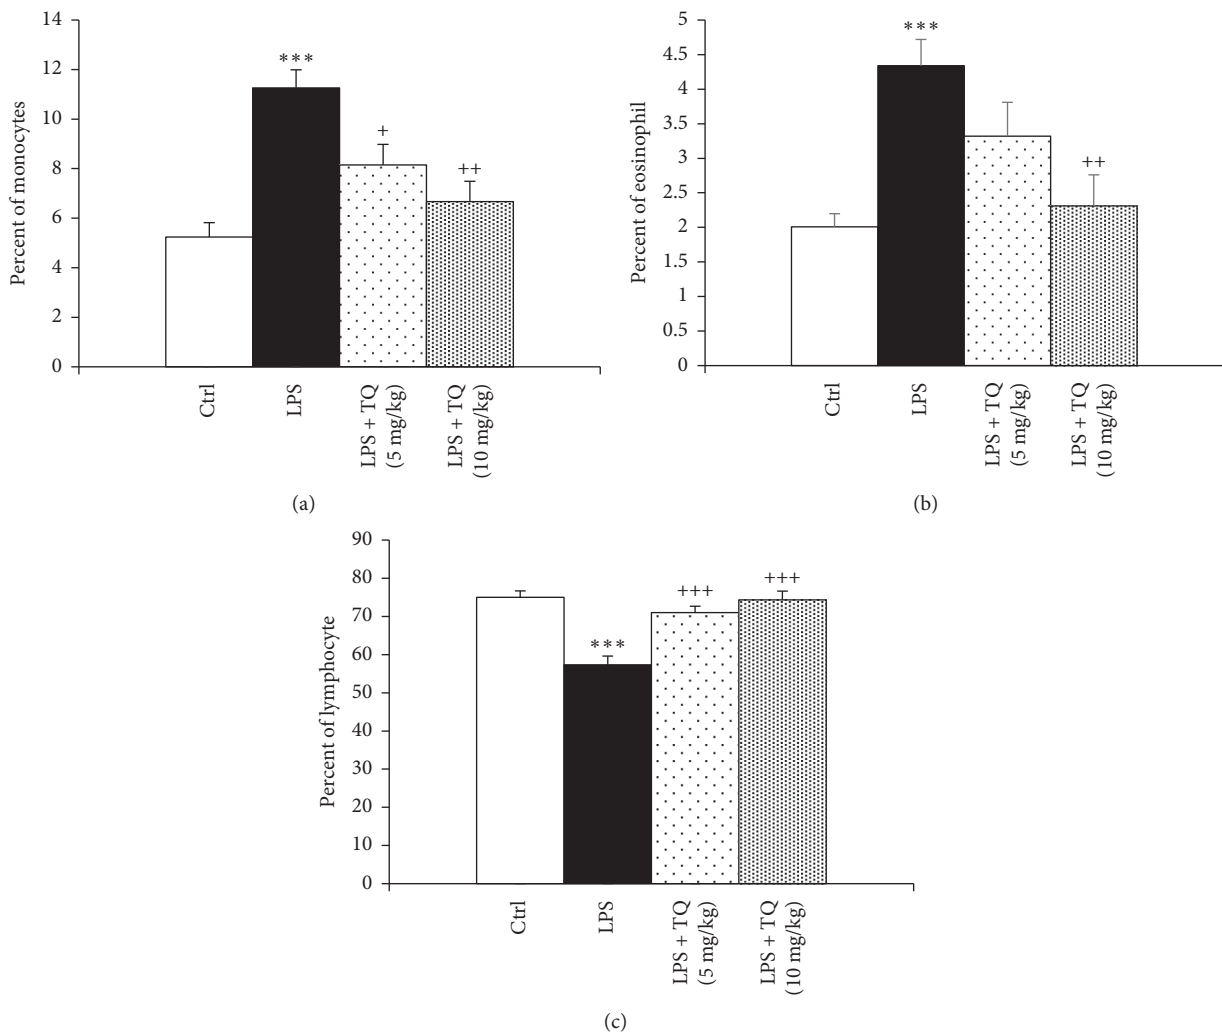 Percent of monocytes
14
12
10
8
6
4
2
0
***
+
++
Ctrl
LPS
LPS + TQ
(5 mg/kg)
LPS + TQ
(10 mg/kg)
(a)
Percent of eosinophil
5
4.5
4
3.5
3
2.5
2
1.5
1
0.5
0
***
++
Ctrl
LPS
LPS + TQ
(5 mg/kg)
LPS + TQ
(10 mg/kg)
(b)
Percent of lymphocyte
90
80
70
60
50
40
30
20
10
0
***
+++
+++
Ctrl
LPS
LPS + TQ
(5 mg/kg)
LPS + TQ
(10 mg/kg)
(c)